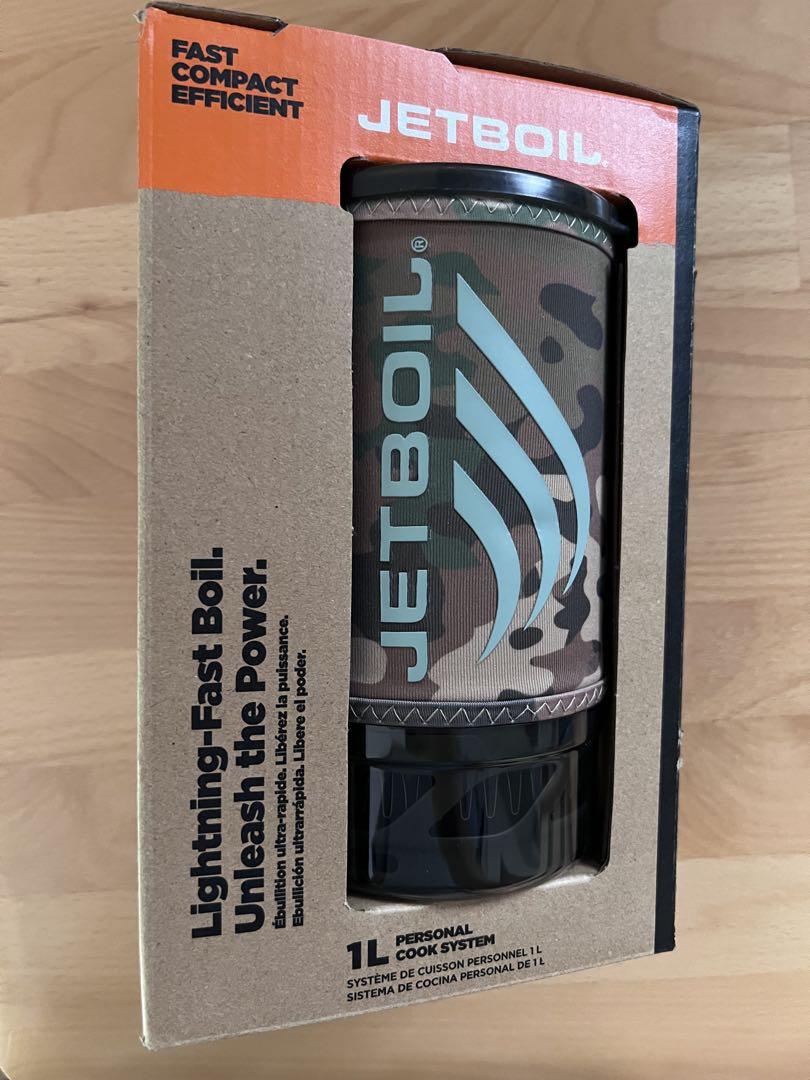 FAST
COMPACT
EFFICIENT
JETBOIL®
JETBOIL®
Lightning-Fast Boil.
Unleash the Power.
Ébullition ultra-rapide. Libérez la puissance.
Ebullición ultrarrápida. Libere el poder.
1L PERSONAL
COOK SYSTEM
SYSTÈME DE CUISSON PERSONNEL 1 L
SISTEMA DE COCINA PERSONAL DE 1 L